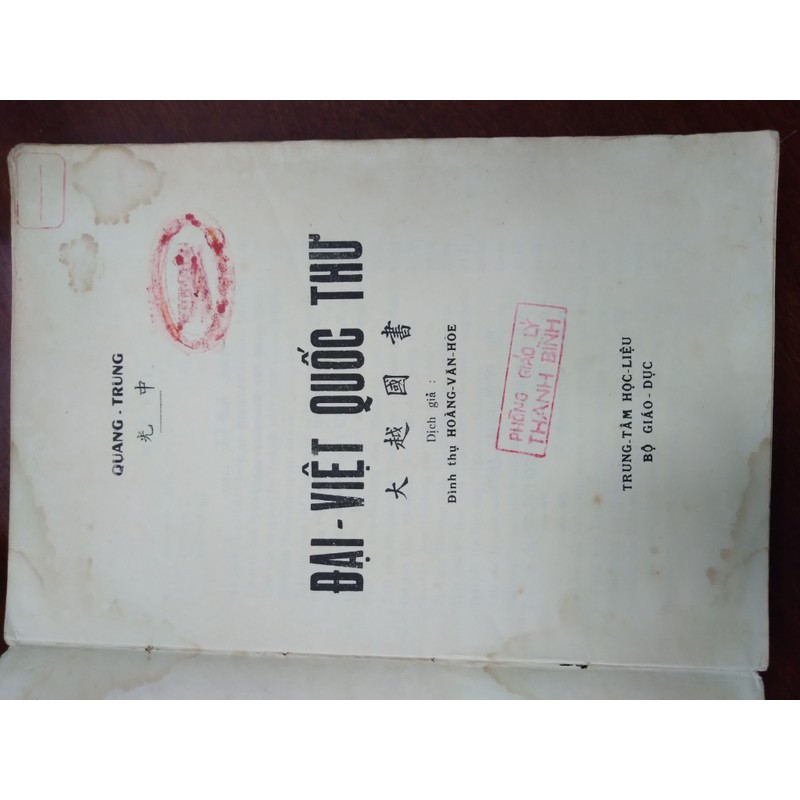 QUANG - TRUNG
光 中
ĐẠI - VIỆT QUỐC THƯ
大 越 國 書
Dịch giả :
Đình thụ HOÀNG-VĂN-HÒE
PHÒNG GIÁO LÝ
THANH BÌNH
TRUNG-TÂM HỌC-LIỆU
BỘ GIÁO - DỤC